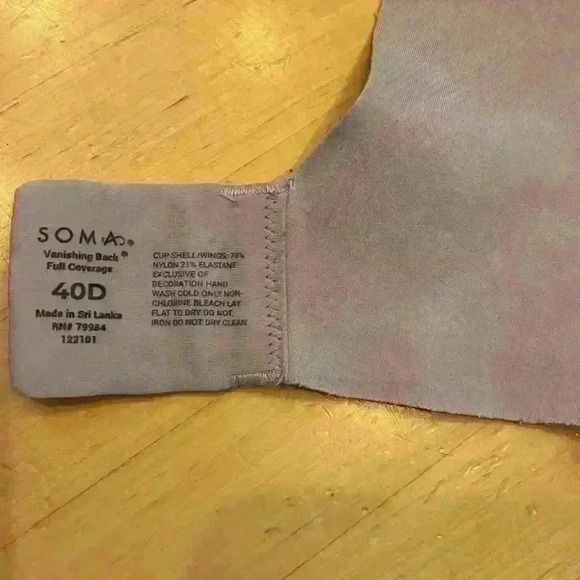 SOMA®
Vanishing Back®
Full Coverage
40D
Made in Sri Lanka
RN# 79984
122101
CUP SHELL/WINGS: 79%
NYLON 21% ELASTANE
EXCLUSIVE OF
DECORATION HAND
WASH COLD ONLY NON-
CHLORINE BLEACH LAY
FLAT TO DRY DO NOT
IRON DO NOT DRY CLEAN